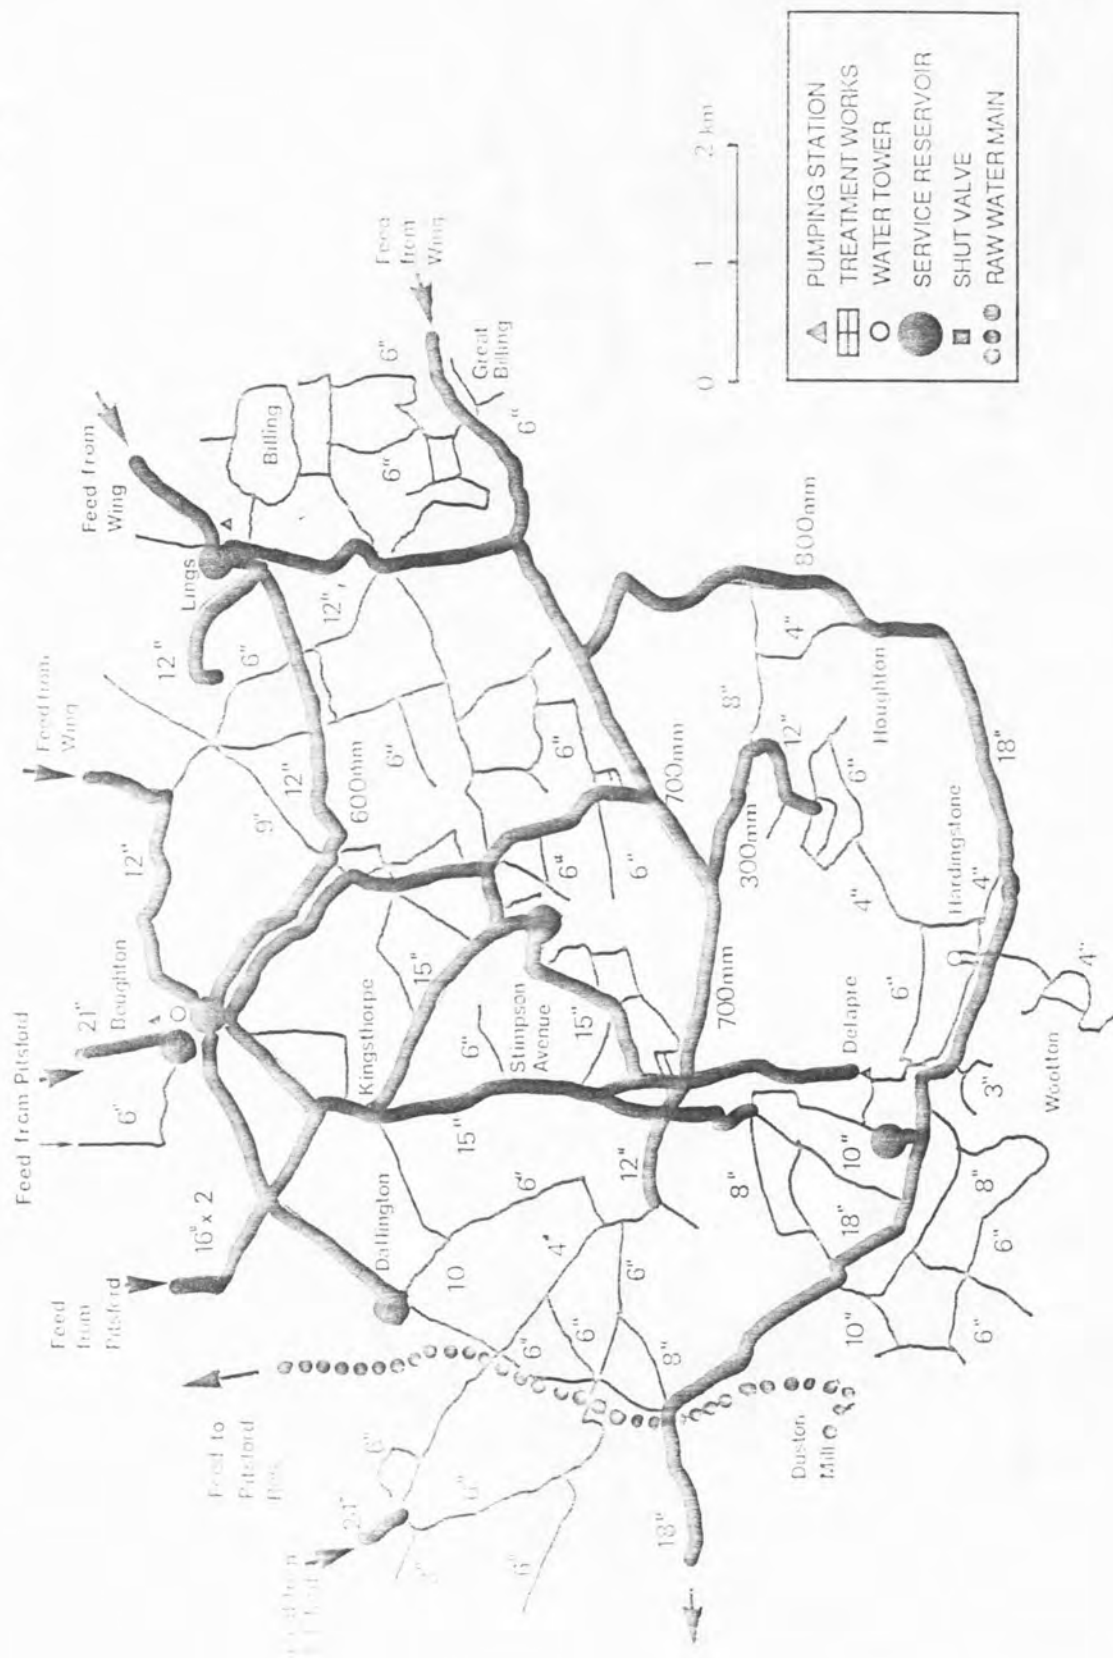 Feed from
Wing
Feed
from
Wing
Feed from
Wing
Feed from Pitsford
Feed
from
Pitsford
Feed to
Pitsford
Res.
Lings
Billing
Great
Billing
Boughton
Kingsthorpe
Dallington
Stimpson
Avenue
Delapre
Hardingstone
Houghton
Wootton
Duston
Mill
21"
6"
12"
16" x 2
12"
6"
9"
12"
12"
600mm
6"
6"
6"
6"
15"
15"
6"
15"
6"
6"
6"
700mm
700mm
800mm
300mm
8"
12"
4"
6"
4"
6"
4"
18"
4"
3"
10
6"
4"
12"
6"
6"
6"
8"
8"
10"
18"
8"
6"
10"
6"
18"
6"
6"
6"
0 1 2 km
PUMPING STATION
TREATMENT WORKS
WATER TOWER
SERVICE RESERVOIR
SHUT VALVE
RAW WATER MAIN